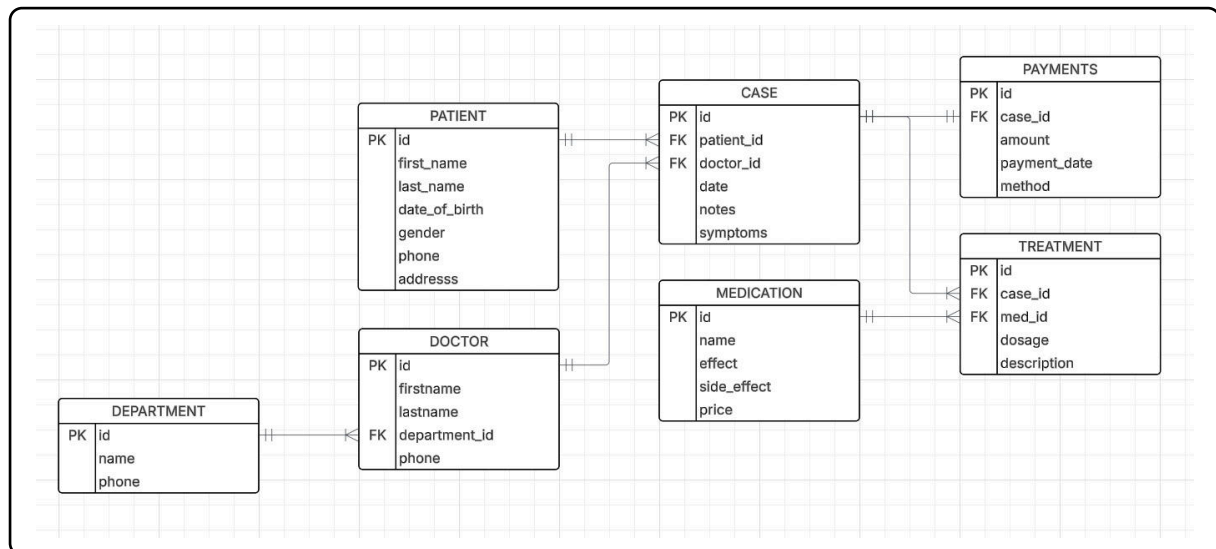 PATIENT
PK id
first_name
last_name
date_of_birth
gender
phone
addresss
DEPARTMENT
PK id
name
phone
DOCTOR
PK id
firstname
lastname
FK department_id
phone
CASE
PK id
FK patient_id
FK doctor_id
date
notes
symptoms
MEDICATION
PK id
name
effect
side_effect
price
PAYMENTS
PK id
FK case_id
amount
payment_date
method
TREATMENT
PK id
FK case_id
FK med_id
dosage
description